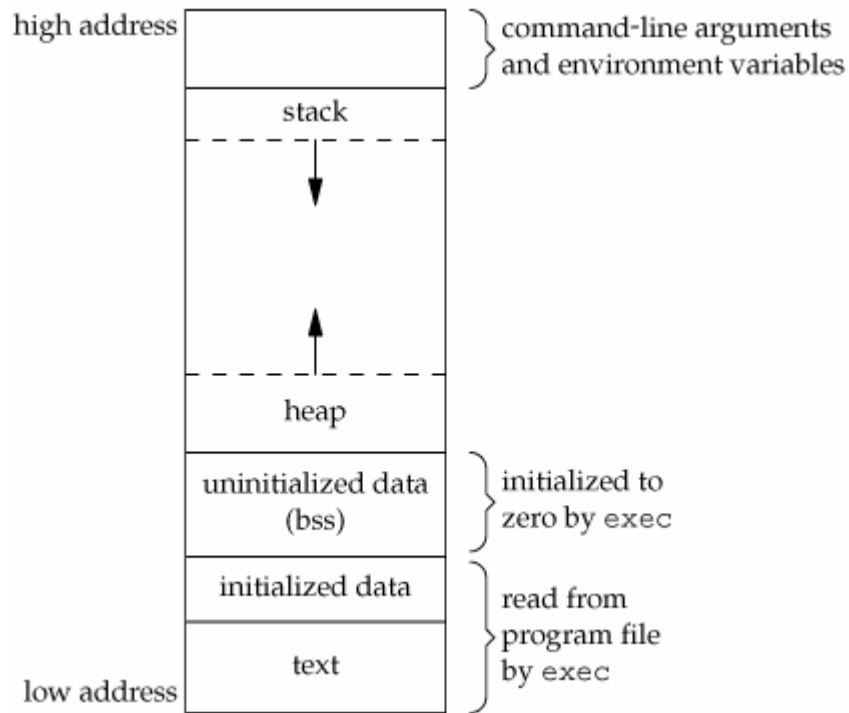 high address
command-line arguments
and environment variables
stack
heap
uninitialized data
(bss)
initialized to
zero by exec
initialized data
read from
program file
by exec
text
low address